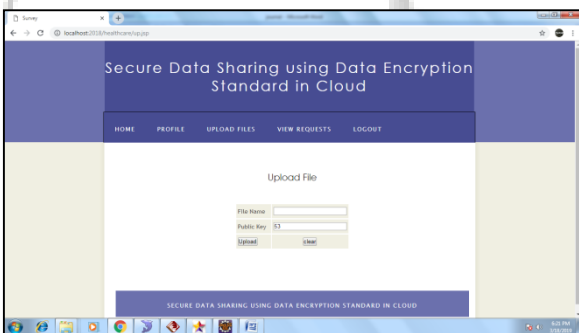 Survey
localhost:2018/healthcare/up.jsp
Secure Data Sharing using Data Encryption
Standard in Cloud
HOME PROFILE UPLOAD FILES VIEW REQUESTS LOGOUT
Upload File
File Name
Public Key 53
Upload clear
SECURE DATA SHARING USING DATA ENCRYPTION STANDARD IN CLOUD